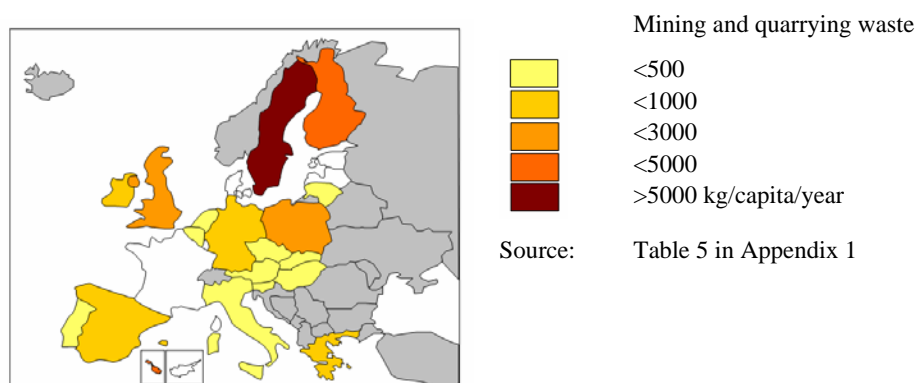 Mining and quarrying waste
<500
<1000
<3000
<5000
>5000 kg/capita/year
Source: Table 5 in Appendix 1